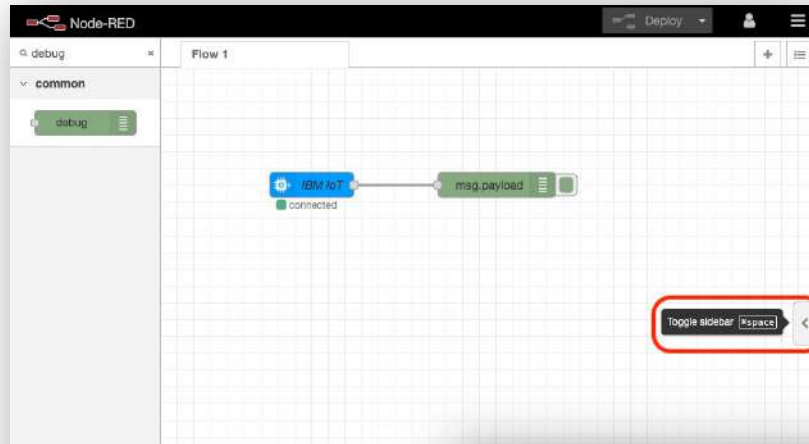 Node-RED
Deploy
debug
Flow 1
common
debug
IBM IoT
msg.payload
connected
Toggle sidebar ⌘space